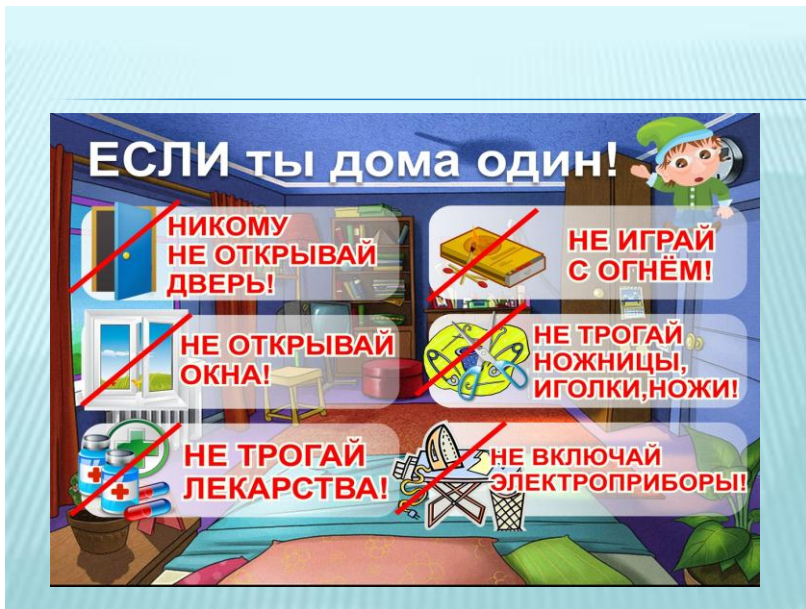 ЕСЛИ ты дома один!
НИКОМУ
НЕ ОТКРЫВАЙ
ДВЕРЬ!
НЕ ИГРАЙ
С ОГНЁМ!
НЕ ОТКРЫВАЙ
ОКНА!
НЕ ТРОГАЙ
НОЖНИЦЫ,
ИГОЛКИ,НОЖИ!
НЕ ТРОГАЙ
ЛЕКАРСТВА!
НЕ ВКЛЮЧАЙ
ЭЛЕКТРОПРИБОРЫ!